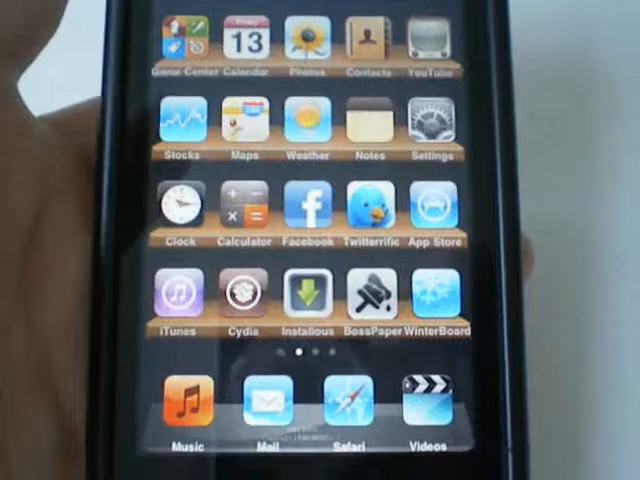 Friday
13
Game Center Calendar Photos Contacts YouTube
Stocks Maps Weather Notes Settings
Clock Calculator Facebook Twitterrific App Store
iTunes Cydia Installous BossPaper WinterBoard
Music Mail Safari Videos